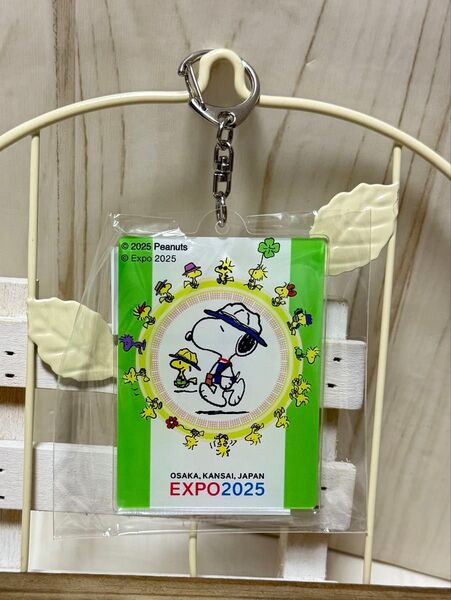 © 2025 Peanuts
© Expo 2025
OSAKA, KANSAI, JAPAN
EXPO2025